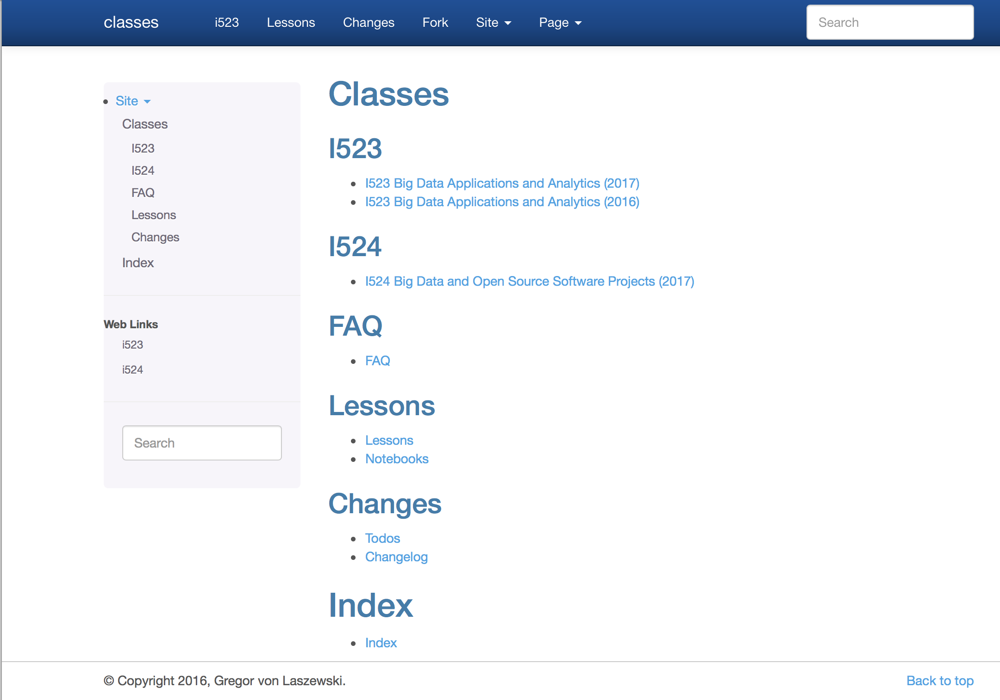 classes i523 Lessons Changes Fork Site Page Search
Site
Classes
I523
I524
FAQ
Lessons
Changes
Index
Web Links
i523
i524
Search
Classes
I523
I523 Big Data Applications and Analytics (2017)
I523 Big Data Applications and Analytics (2016)
I524
I524 Big Data and Open Source Software Projects (2017)
FAQ
FAQ
Lessons
Lessons
Notebooks
Changes
Todos
Changelog
Index
Index
© Copyright 2016, Gregor von Laszewski. Back to top